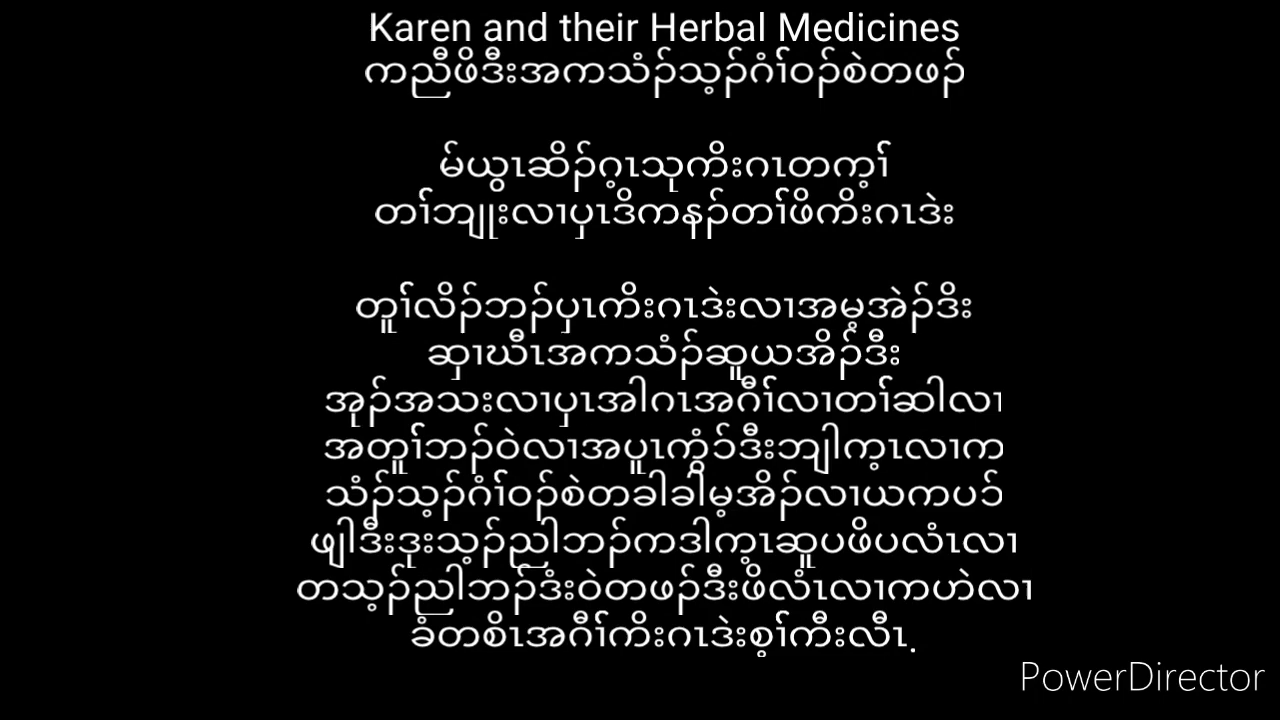 Karen and their Herbal Medicines
ကညီဖိဒီးအကသံၣ်သ့ၣ်ဂံၢ်ဝၣ်စဲတဖၣ်
မ်ယွၤဆိၣ်ဂ့ၤသုကိးဂၤတက့ၢ်
တၢ်ဘျုးလၢပှၤဒိကနၣ်တၢ်ဖိကိးဂၤဒဲး
တူၢ်လိၣ်ဘၣ်ပှၤကိးဂၤဒဲးလၢအမ့အဲၣ်ဒိး
ဆှၢဃီၤအကသံၣ်ဆူယအိၣ်ဒီး
အုၣ်အသးလၢပှၤအါဂၤအဂီၢ်လၢတၢ်ဆါလၢ
အတူၢ်ဘၣ်ဝဲလၢအပူၤကွံာ်ဒီးဘျါက့ၤလၢက
သံၣ်သ့ၣ်ဂံၢ်ဝၣ်စဲတခါခါမ့အိၣ်လၢယကပာ်
ဖျါဒီးဒုးသ့ၣ်ညါဘၣ်ကဒါက့ၤဆူပဖိပလံၤလၢ
တသ့ၣ်ညါဘၣ်ဒံးဝဲတဖၣ်ဒီးဖိလံၤလၢကဟဲလၢ
ခံတစိၤအဂီၢ်ကိးဂၤဒဲးစ့ၢ်ကီးလီၤ.
PowerDirector